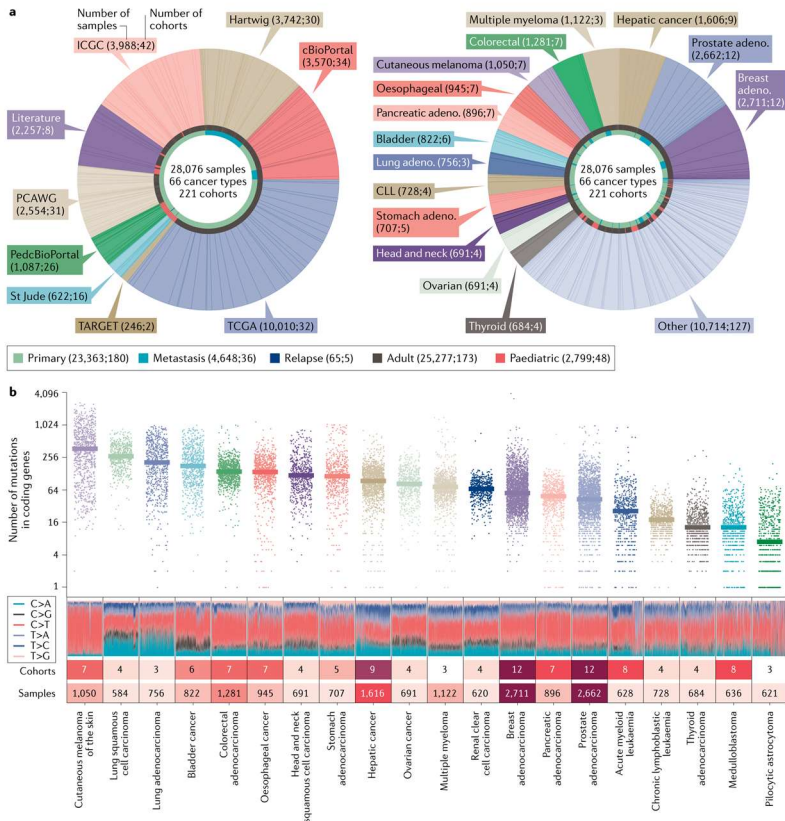 a
Number of
samples
Number of
cohorts
ICGC (3,988;42)
Hartwig (3,742;30)
cBioPortal
(3,570;34)
Literature
(2,257;8)
PCAWG
(2,554;31)
PedcBioPortal
(1,087;26)
St Jude (622;16)
TARGET (246;2)
TCGA (10,010;32)
28,076 samples
66 cancer types
221 cohorts
Multiple myeloma (1,122;3)
Hepatic cancer (1,606;9)
Colorectal (1,281;7)
Prostate adeno.
(2,662;12)
Cutaneous melanoma (1,050;7)
Breast
adeno.
(2,711;12)
Oesophageal (945;7)
Pancreatic adeno. (896;7)
Bladder (822;6)
Lung adeno. (756;3)
CLL (728;4)
Stomach adeno.
(707;5)
Head and neck (691;4)
Ovarian (691;4)
Thyroid (684;4)
Other (10,714;127)
28,076 samples
66 cancer types
221 cohorts
Primary (23,363;180) Metastasis (4,648;36) Relapse (65;5) Adult (25,277;173) Paediatric (2,799;48)
b
Number of mutations
in coding genes
4,096
1,024
256
64
16
4
1
C>A
C>G
C>T
T>A
T>C
T>G
Cohorts 7 4 3 6 7 7 4 5 9 4 3 4 12 7 12 8 4 4 8 3
Samples 1,050 584 756 822 1,281 945 691 707 1,616 691 1,122 620 2,711 896 2,662 628 728 684 636 621
Cutaneous melanoma
of the skin
Lung squamous
cell carcinoma
Lung adenocarcinoma
Bladder cancer
Colorectal
adenocarcinoma
Oesophageal cancer
Head and neck
squamous cell carcinoma
Stomach
adenocarcinoma
Hepatic cancer
Ovarian cancer
Multiple myeloma
Renal clear
cell carcinoma
Breast
adenocarcinoma
Pancreatic
adenocarcinoma
Prostate
adenocarcinoma
Acute myeloid
leukaemia
Chronic lymphoblastic
leukaemia
Thyroid
adenocarcinoma
Medulloblastoma
Pilocytic astrocytoma